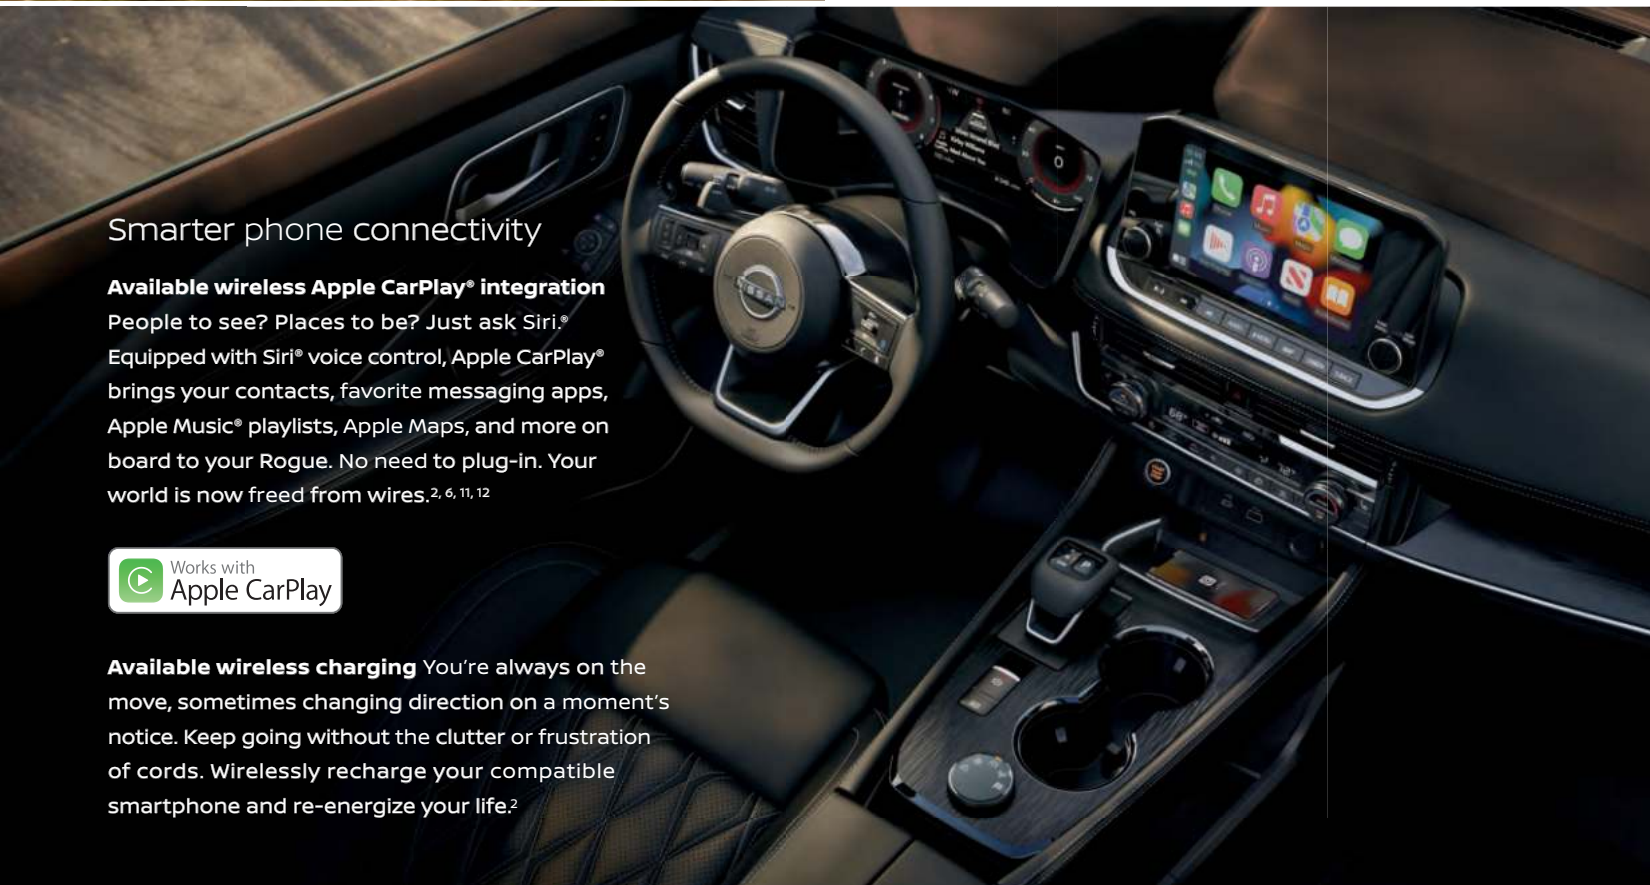 Smarter phone connectivity
Available wireless Apple CarPlay® integration
People to see? Places to be? Just ask Siri.®
Equipped with Siri® voice control, Apple CarPlay®
brings your contacts, favorite messaging apps,
Apple Music® playlists, Apple Maps, and more on
board to your Rogue. No need to plug-in. Your
world is now freed from wires.2, 6, 11, 12
Works with
Apple CarPlay
Available wireless charging You're always on the
move, sometimes changing direction on a moment's
notice. Keep going without the clutter or frustration
of cords. Wirelessly recharge your compatible
smartphone and re-energize your life.2
NISSAN
0
68°
72°
P